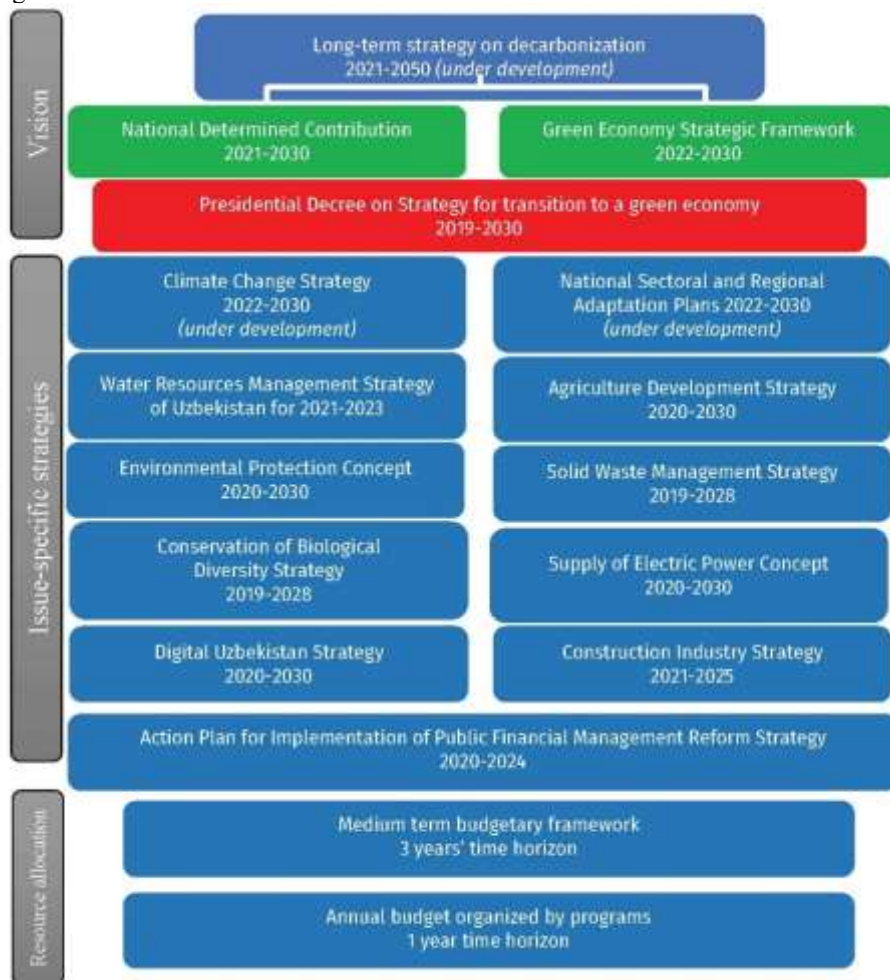 Vision
Long-term strategy on decarbonization
2021-2050 (under development)
National Determined Contribution
2021-2030
Green Economy Strategic Framework
2022-2030
Presidential Decree on Strategy for transition to a green economy
2019-2030
Issue-specific strategies
Climate Change Strategy
2022-2030
(under development)
National Sectoral and Regional
Adaptation Plans 2022-2030
(under development)
Water Resources Management Strategy
of Uzbekistan for 2021-2023
Agriculture Development Strategy
2020-2030
Environmental Protection Concept
2020-2030
Solid Waste Management Strategy
2019-2028
Conservation of Biological
Diversity Strategy
2019-2028
Supply of Electric Power Concept
2020-2030
Digital Uzbekistan Strategy
2020-2030
Construction Industry Strategy
2021-2025
Action Plan for Implementation of Public Financial Management Reform Strategy
2020-2024
Resource allocation
Medium term budgetary framework
3 years' time horizon
Annual budget organized by programs
1 year time horizon